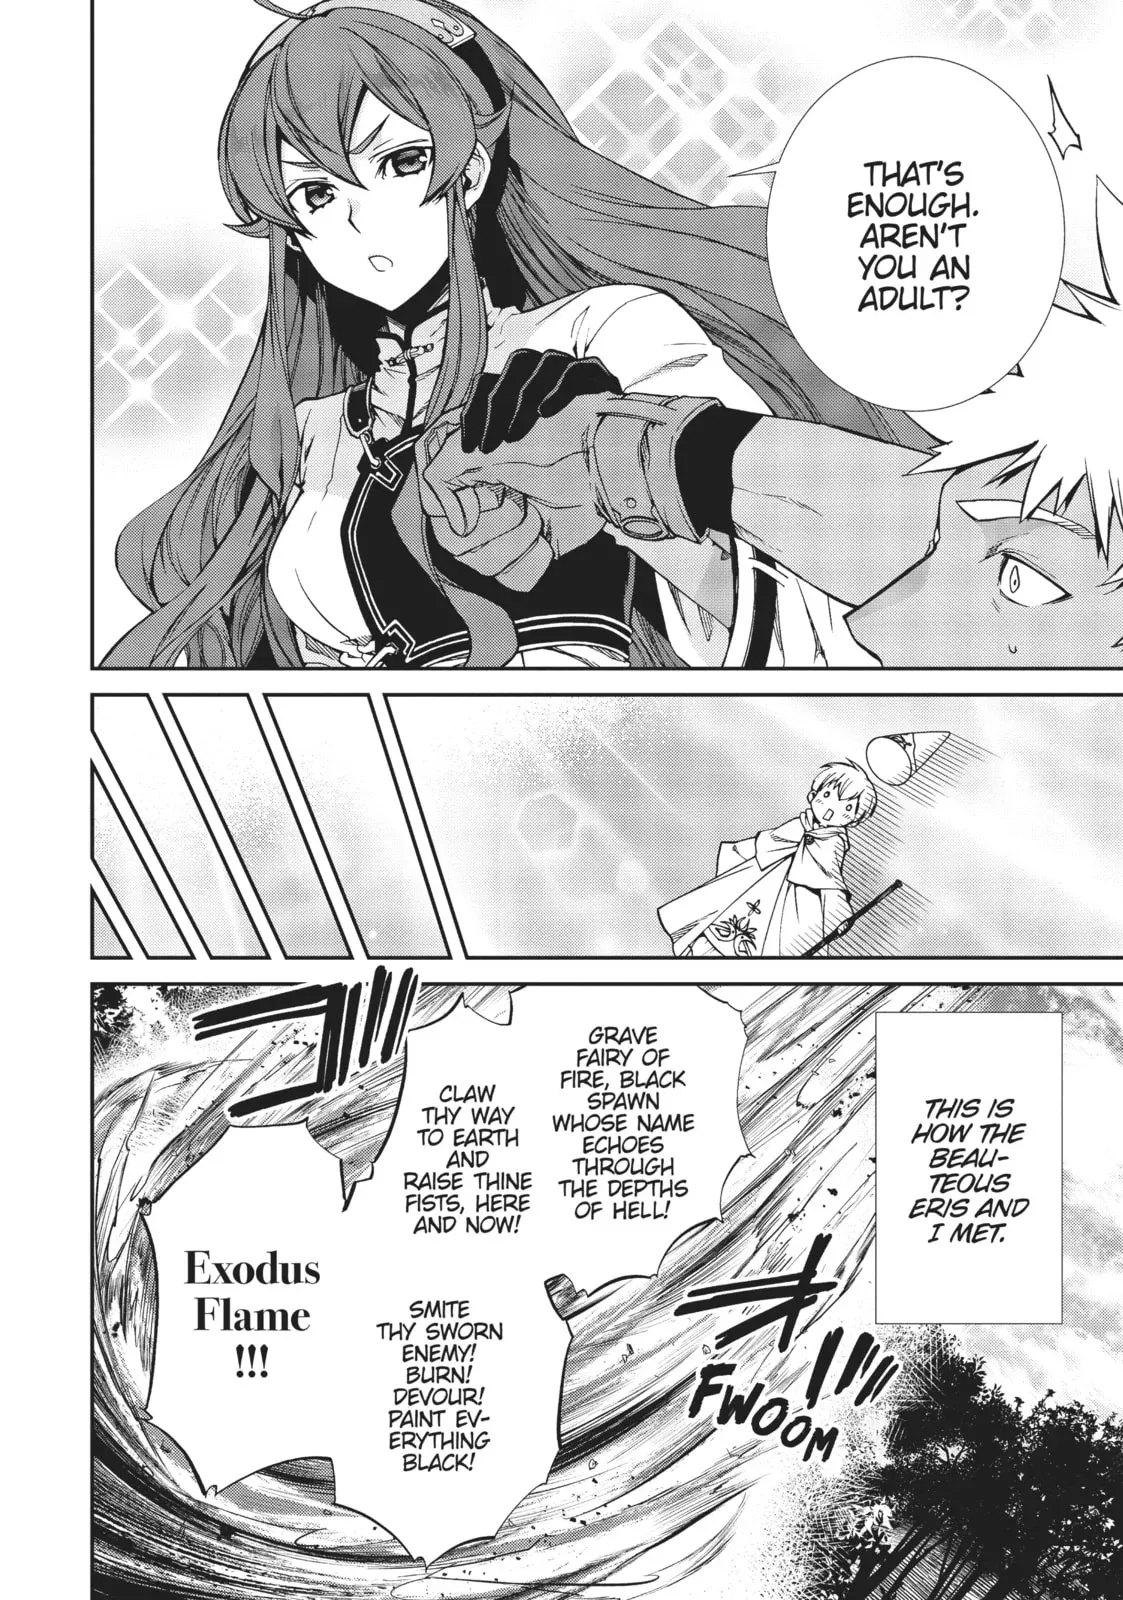 THAT'S
ENOUGH.
AREN'T
YOU AN
ADULT?
THIS IS
HOW THE
BEAU-
TEOUS
ERIS AND
I MET.
GRAVE
FAIRY OF
FIRE, BLACK
SPAWN
WHOSE NAME
ECHOES
THROUGH
THE DEPTHS
OF HELL!
CLAW
THY WAY
TO EARTH
AND
RAISE THINE
FISTS, HERE
AND NOW!
SMITE
THY SWORN
ENEMY!
BURN!
DEVOUR!
PAINT EV-
ERYTHING
BLACK!
Exodus
Flame
!!!
FWOOM